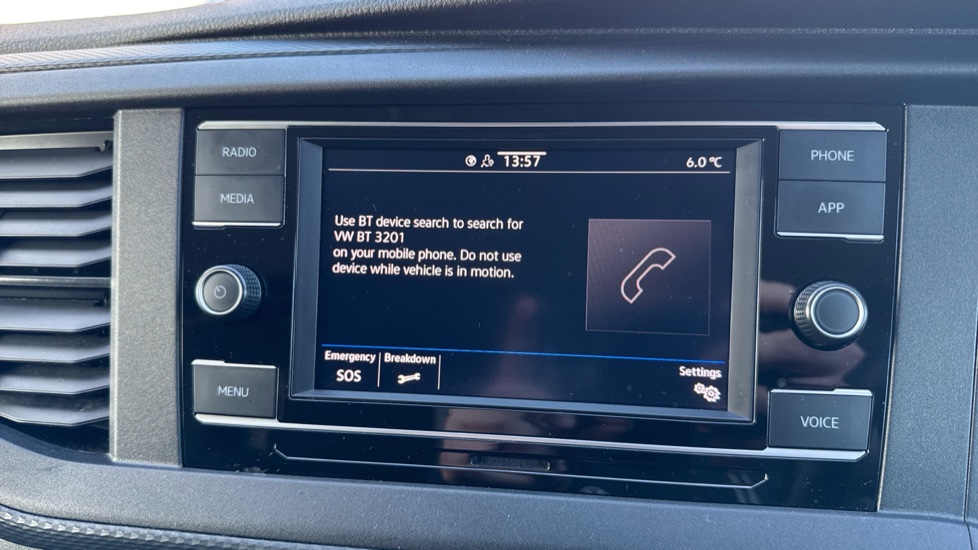 RADIO
MEDIA
MENU
13:57
6.0 °C
Use BT device search to search for
VW BT 3201
on your mobile phone. Do not use
device while vehicle is in motion.
Emergency
SOS
Breakdown
Settings
PHONE
APP
VOICE